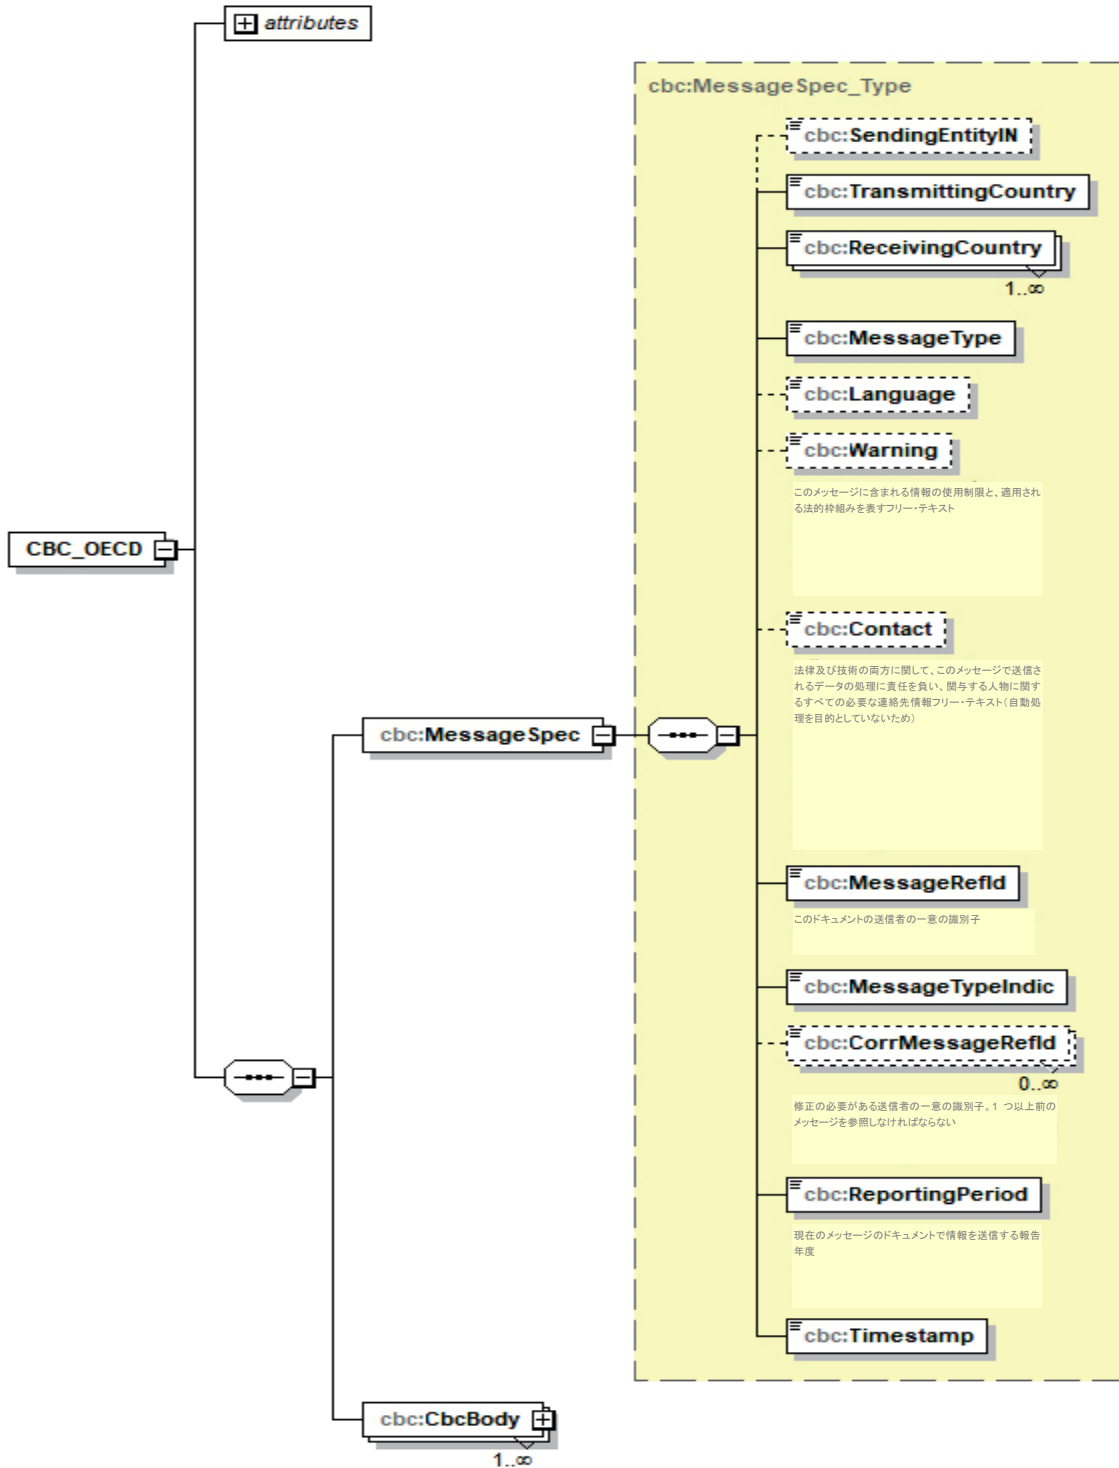 attributes
cbc:MessageSpec_Type
cbc:SendingEntityIN
cbc:TransmittingCountry
cbc:ReceivingCountry
1..∞
cbc:MessageType
cbc:Language
cbc:Warning
このメッセージに含まれる情報の使用制限と、適用され
る法的枠組みを表すフリー・テキスト
CBC_OECD
cbc:Contact
法律及び技術の両方に関して、このメッセージで送信さ
れるデータの処理に責任を負い、関与する人物に関す
るすべての必要な連絡先情報フリー・テキスト（自動処
理を目的としていないため）
cbc:MessageSpec
cbc:MessageRefId
このドキュメントの送信者の一意の識別子
cbc:MessageTypeIndic
cbc:CorrMessageRefId
0..∞
修正の必要がある送信者の一意の識別子。1 つ以上前の
メッセージを参照しなければならない
cbc:ReportingPeriod
現在のメッセージのドキュメントで情報を送信する報告
年度
cbc:Timestamp
cbc:CbcBody
1..∞